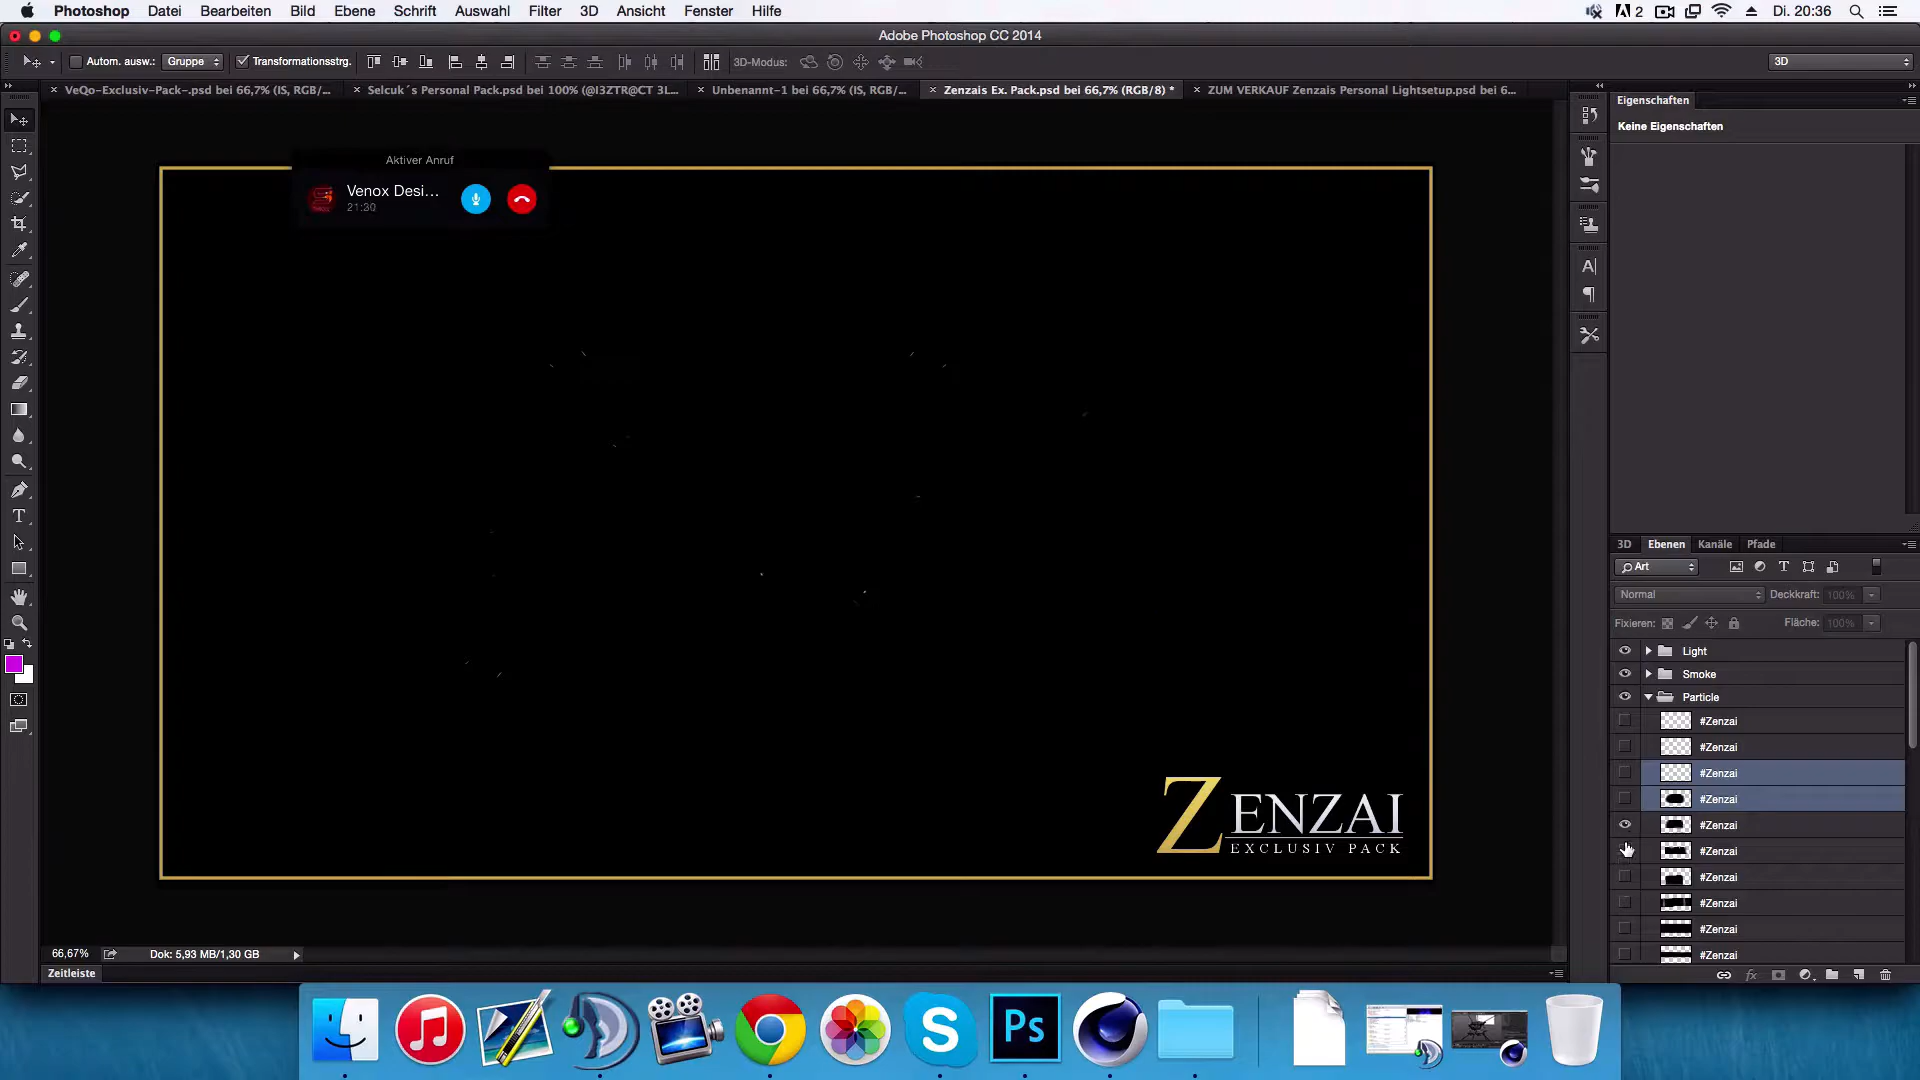 Photoshop Datei Bearbeiten Bild Ebene Schrift Auswahl Filter 3D Ansicht Fenster Hilfe 2 Di. 20:36
Adobe Photoshop CC 2014
Autom. ausw.: Gruppe Transformationsstrg. 3D-Modus: 3D
VeQo-Exclusiv-Pack-.psd bei 66,7% (IS, RGB/... Selcuk´s Personal Pack.psd bei 100% (@I3ZTR@CT 3L... Unbenannt-1 bei 66,7% (IS, RGB/... Zenzais Ex. Pack.psd bei 66,7% (RGB/8) * ZUM VERKAUF Zenzais Personal Lightsetup.psd bei 6...
Eigenschaften
Keine Eigenschaften
Aktiver Anruf
Venox Desi...
21:30
3D Ebenen Kanäle Pfade
Art
Normal Deckkraft: 100%
Fixieren: Fläche: 100%
Light
Smoke
Particle
#Zenzai
#Zenzai
#Zenzai
#Zenzai
#Zenzai
#Zenzai
#Zenzai
#Zenzai
#Zenzai
#Zenzai
ZENZAI
EXCLUSIV PACK
66,67% Dok: 5,93 MB/1,30 GB
Zeitleiste
Ps